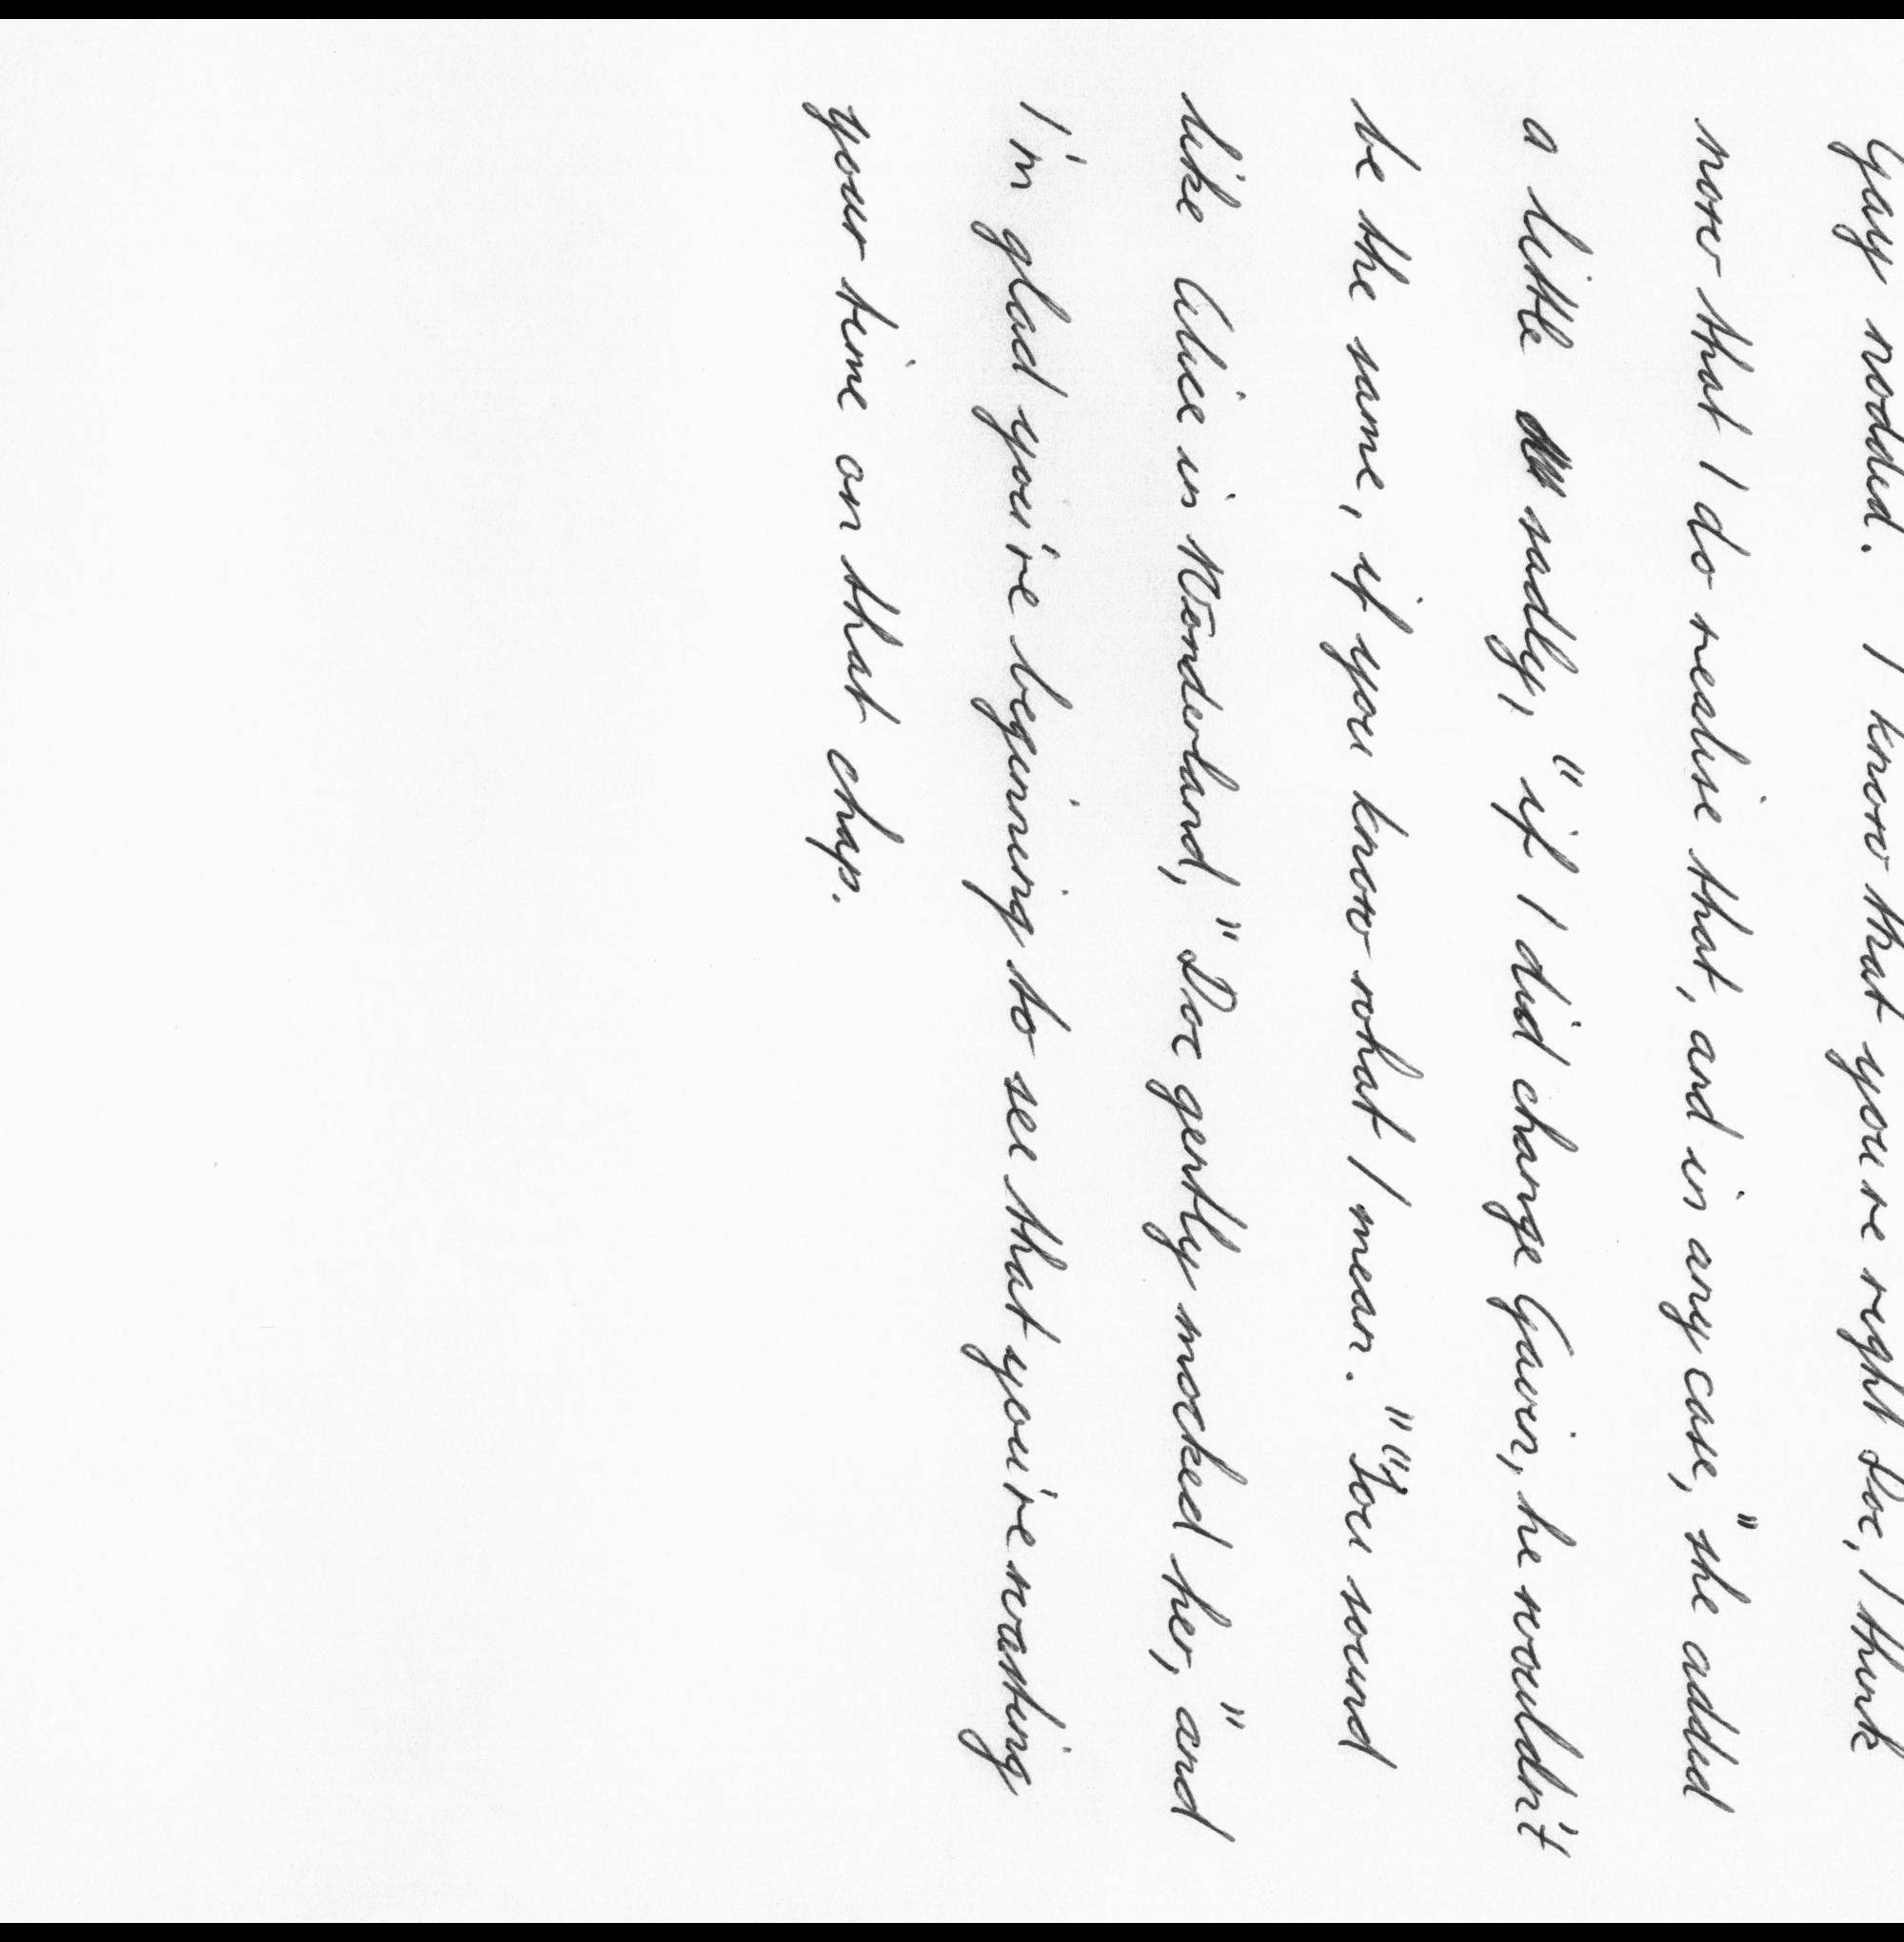 Gay nodded. I know that you're right Doc, I think
now that I do realise that, and in any case," she added
a little sadly, "if I did change Gavin, he wouldn't
be the same, if you know what I mean." "You sound
like Alice in Wonderland," Doc gently mocked her, "and
I'm glad you're beginning to see that you're wasting
your time on that chap.